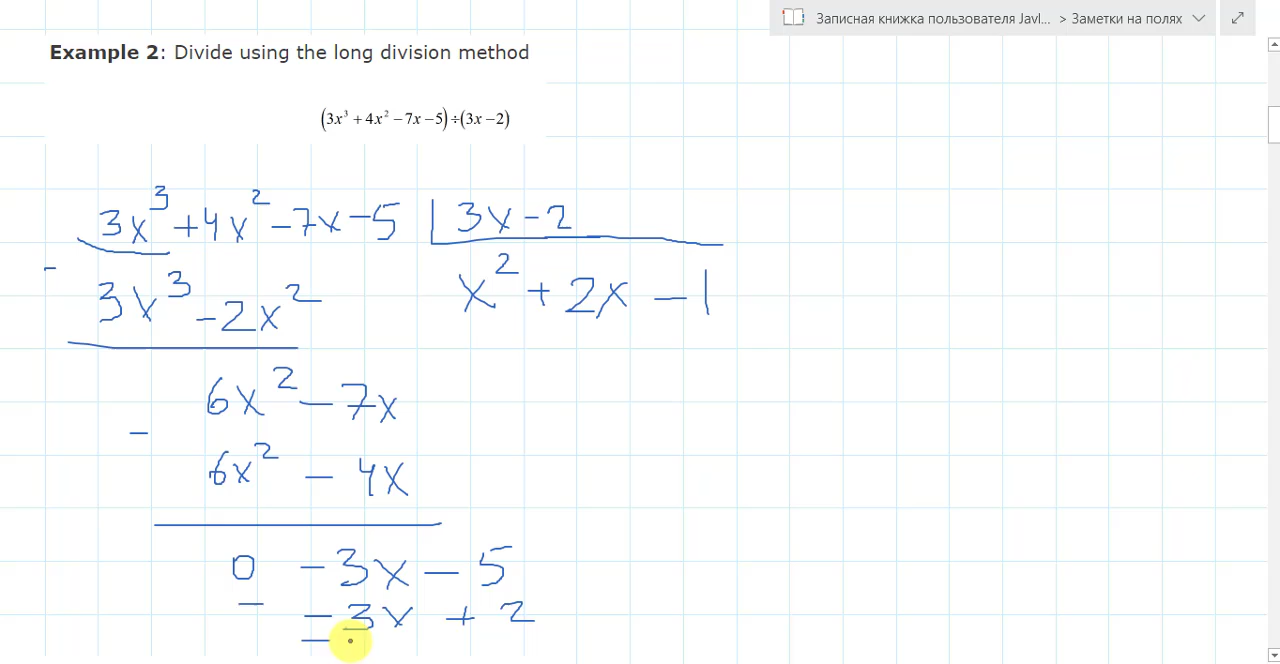 Записная книжка пользователя Javl... > Заметки на полях
Example 2: Divide using the long division method
(3x³ + 4x² − 7x − 5) ÷ (3x − 2)
3x³ + 4x² − 7x − 5 | 3x − 2
− 3x³ − 2x² x² + 2x − 1
6x² − 7x
− 6x² − 4x
0 − 3x − 5
− − 3x + 2